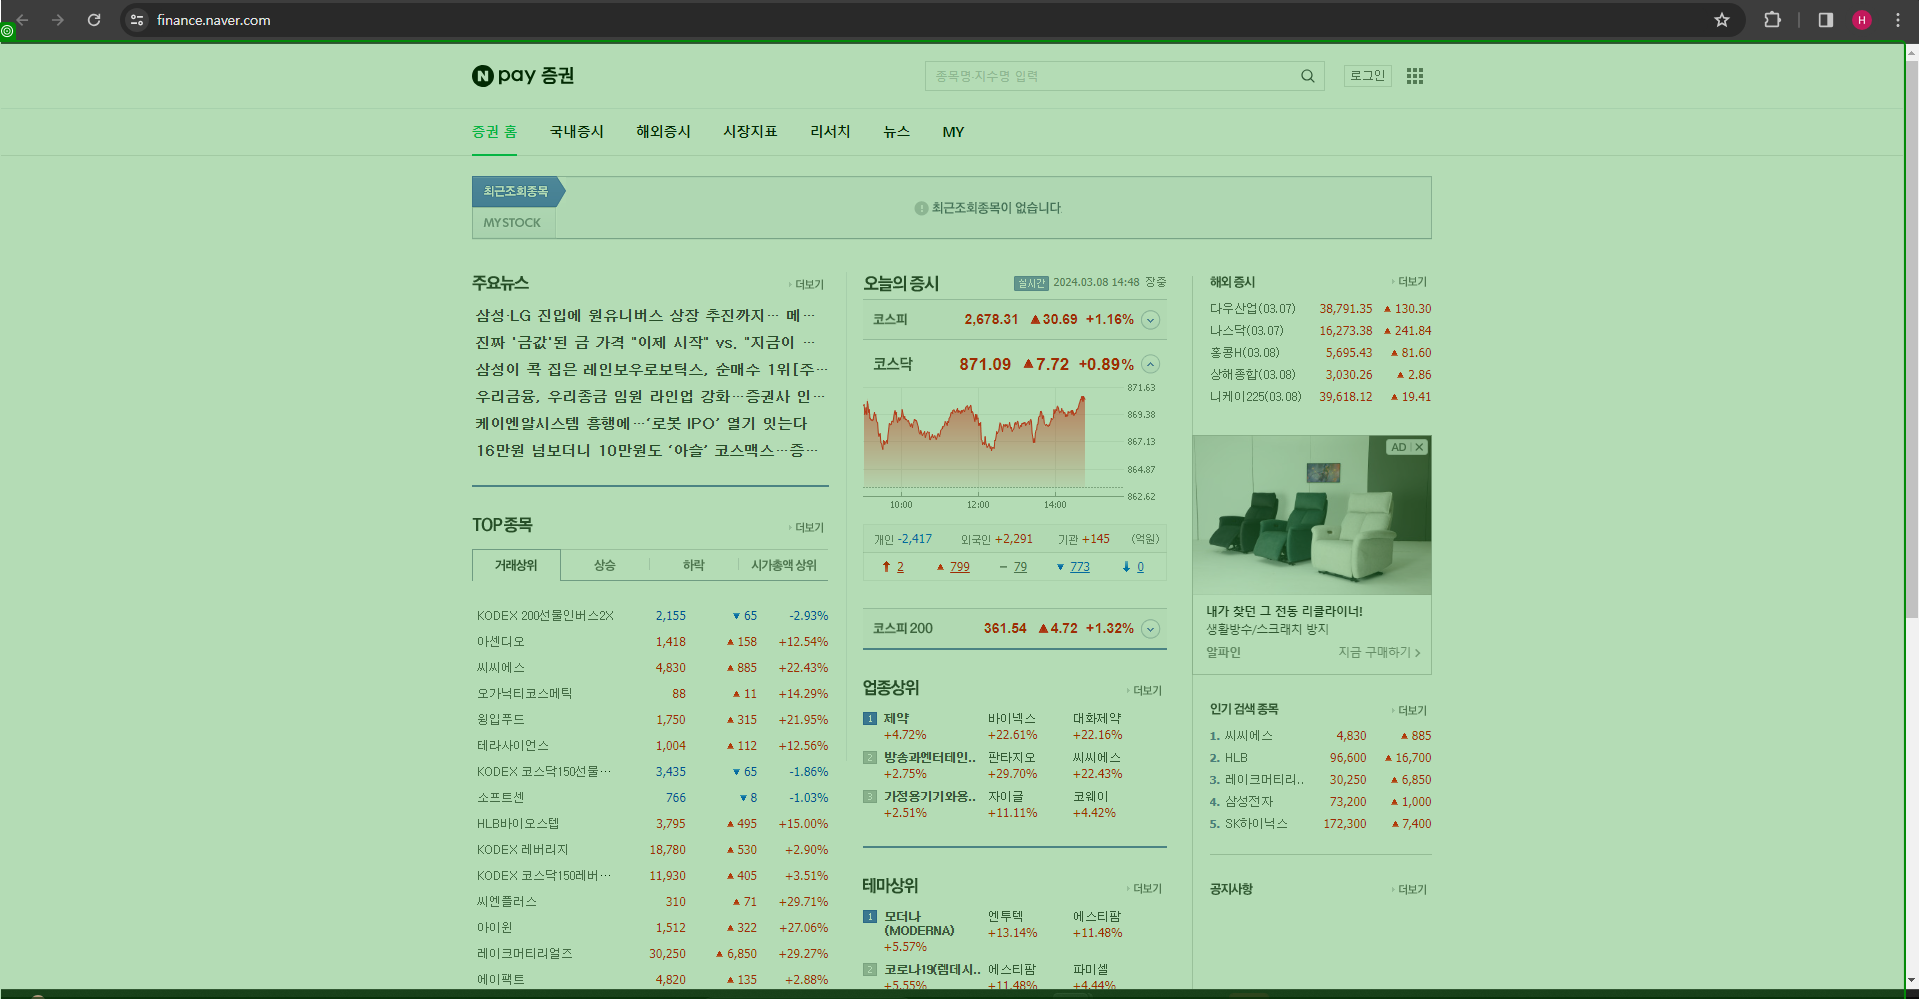 finance.naver.com
H
N pay 증권
종목명·지수명 입력
로그인
증권 홈 국내증시 해외증시 시장지표 리서치 뉴스 MY
최근조회종목
MY STOCK
최근조회종목이 없습니다
주요뉴스 더보기
삼성·LG 진입에 원유니버스 상장 추진까지… 메…
진짜 '금값'된 금 가격 "이제 시작" vs. "지금이 …
삼성이 콕 집은 레인보우로보틱스, 순매수 1위[주…
우리금융, 우리종금 임원 라인업 강화…증권사 인…
케이엔알시스템 흥행에…‘로봇 IPO’ 열기 잇는다
16만원 넘보더니 10만원도 ‘아슬’ 코스맥스…증…
TOP 종목 더보기
거래상위 상승 하락 시가총액 상위
KODEX 200선물인버스2X 2,155 ▼ 65 -2.93%
아센디오 1,418 ▲ 158 +12.54%
씨씨에스 4,830 ▲ 885 +22.43%
오가닉티코스메틱 88 ▲ 11 +14.29%
윙입푸드 1,750 ▲ 315 +21.95%
테라사이언스 1,004 ▲ 112 +12.56%
KODEX 코스닥150선물… 3,435 ▼ 65 -1.86%
소프트센 766 ▼ 8 -1.03%
HLB바이오스텝 3,795 ▲ 495 +15.00%
KODEX 레버리지 18,780 ▲ 530 +2.90%
KODEX 코스닥150레버… 11,930 ▲ 405 +3.51%
씨엔플러스 310 ▲ 71 +29.71%
아이윈 1,512 ▲ 322 +27.06%
레이크머티리얼즈 30,250 ▲ 6,850 +29.27%
에이팩트 4,820 ▲ 135 +2.88%
오늘의 증시 실시간 2024.03.08 14:48 장중
코스피 2,678.31 ▲30.69 +1.16%
코스닥 871.09 ▲7.72 +0.89%
871.63
869.38
867.13
864.87
862.62
10:00 12:00 14:00
개인 -2,417 외국인 +2,291 기관 +145 (억원)
↑ 2 ▲ 799 − 79 ▼ 773 ↓ 0
코스피 200 361.54 ▲4.72 +1.32%
업종상위 더보기
1 제약 바이넥스 대화제약
+4.72% +22.61% +22.16%
2 방송과엔터테인.. 판타지오 씨씨에스
+2.75% +29.70% +22.43%
3 가정용기기와용.. 자이글 코웨이
+2.51% +11.11% +4.42%
테마상위 더보기
1 모더나 엔투텍 에스티팜
(MODERNA) +13.14% +11.48%
+5.57%
2 코로나19(렘데시.. 에스티팜 파미셀
+5.55% +11.48% +4.44%
해외 증시 더보기
다우산업(03.07) 38,791.35 ▲ 130.30
나스닥(03.07) 16,273.38 ▲ 241.84
홍콩H(03.08) 5,695.43 ▲ 81.60
상해종합(03.08) 3,030.26 ▲ 2.86
니케이225(03.08) 39,618.12 ▲ 19.41
AD
내가 찾던 그 전동 리클라이너!
생활방수/스크래치 방지
알파인 지금 구매하기
인기 검색 종목 더보기
1. 씨씨에스 4,830 ▲ 885
2. HLB 96,600 ▲ 16,700
3. 레이크머티리.. 30,250 ▲ 6,850
4. 삼성전자 73,200 ▲ 1,000
5. SK하이닉스 172,300 ▲ 7,400
공지사항 더보기